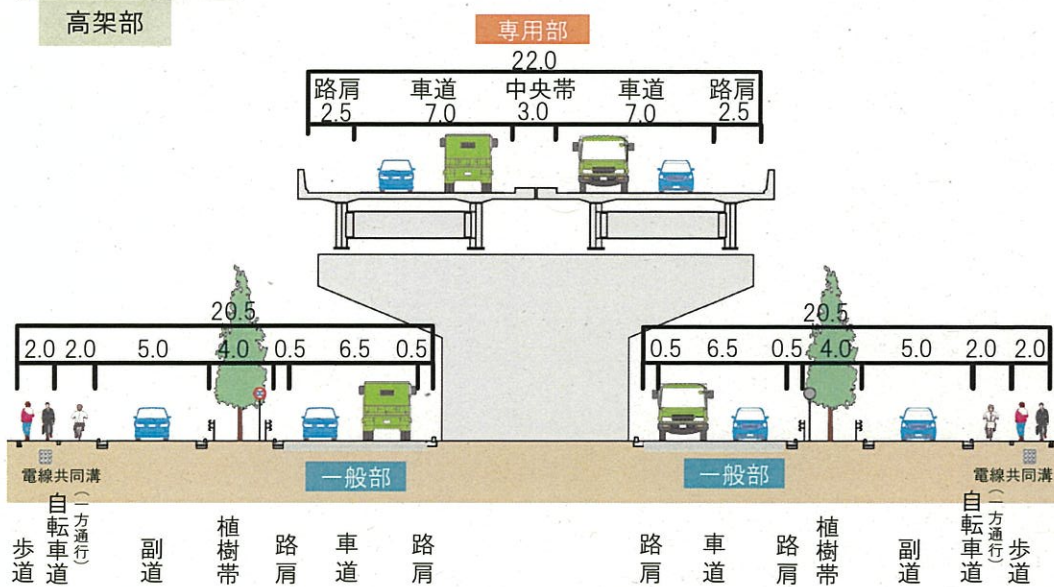 高架部
専用部
22.0
路肩 車道 中央帯 車道 路肩
2.5 7.0 3.0 7.0 2.5
20.5 20.5
2.0 2.0 5.0 4.0 0.5 6.5 0.5 0.5 6.5 0.5 4.0 5.0 2.0 2.0
電線共同溝 一般部 一般部 電線共同溝
歩道 自転車道(一方通行) 副道 植樹帯 路肩 車道 路肩 路肩 車道 路肩 植樹帯 副道 自転車道(一方通行) 歩道